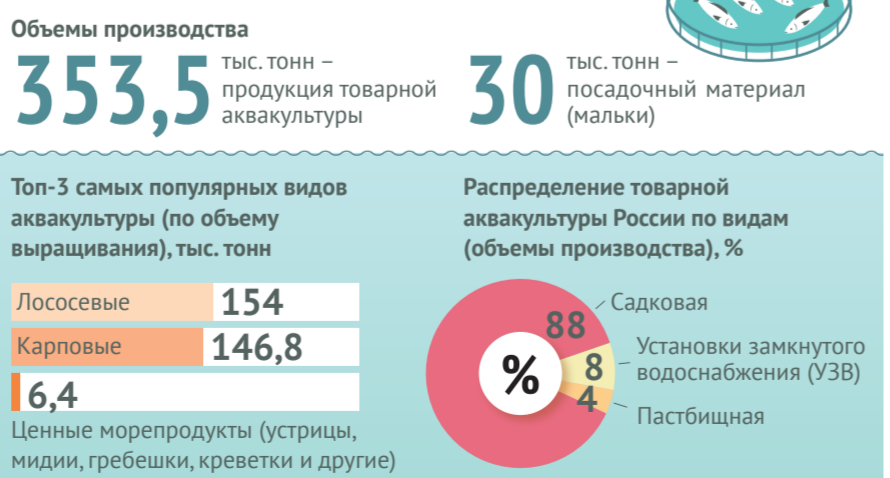 Объемы производства
353,5
тыс. тонн –
продукция товарной
аквакультуры
30
тыс. тонн –
посадочный материал
(мальки)
Топ-3 самых популярных видов
аквакультуры (по объему
выращивания), тыс. тонн
Лососевые 154
Карповые 146,8
6,4
Ценные морепродукты (устрицы,
мидии, гребешки, креветки и другие)
Распределение товарной
аквакультуры России по видам
(объемы производства), %
%
88
Садковая
8
Установки замкнутого
водоснабжения (УЗВ)
4
Пастбищная